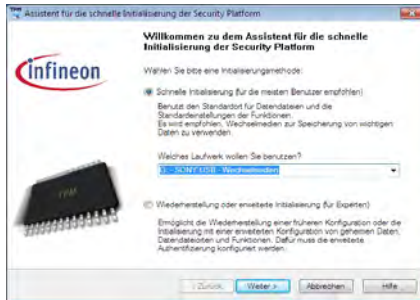 Assistent für die schnelle Initialisierung der Security Platform
Willkommen zu dem Assistent für die schnelle
Initialisierung der Security Platform
infineon
Wählen Sie bitte eine Initialisierungsmethode:
Schnelle Initialisierung (für die meisten Benutzer empfohlen)
Benutzt den Standardort für Datendateien und die
Standardeinstellungen der Funktionen.
Es wird empfohlen, Wechselmedien zur Speicherung von wichtigen
Daten zu verwenden.
Welches Laufwerk wollen Sie benutzen?
SONY USB - Wechselmedien
TPM
Wiederherstellung oder erweiterte Initialisierung (für Experten)
Ermöglicht die Wiederherstellung einer früheren Konfiguration oder die
Initialisierung mit einer erweiterten Konfiguration von geheimen Daten,
Datendateiorten und Funktionen. Dafür muss die erweiterte
Authentifizierung konfiguriert werden.
< Zurück
Weiter >
Abbrechen
Hilfe